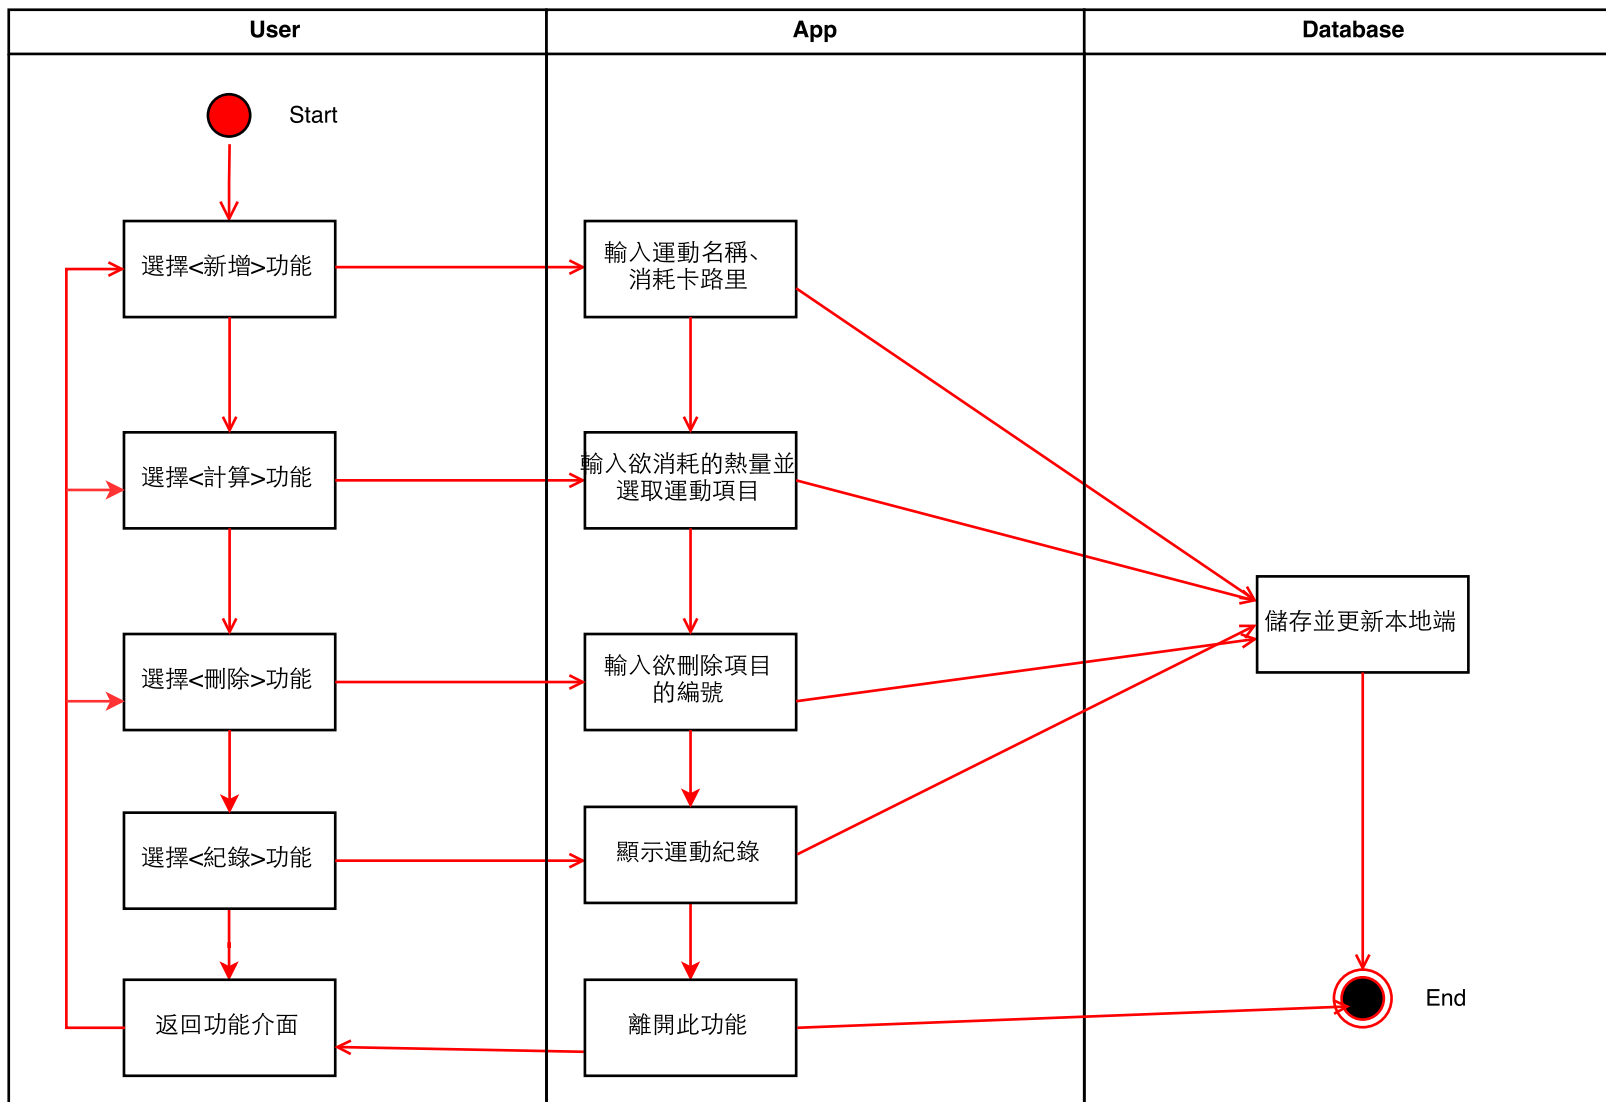 User
App
Database
Start
選擇<新增>功能
輸入運動名稱、
消耗卡路里
選擇<計算>功能
輸入欲消耗的熱量並
選取運動項目
儲存並更新本地端
選擇<刪除>功能
輸入欲刪除項目
的編號
選擇<紀錄>功能
顯示運動紀錄
返回功能介面
離開此功能
End